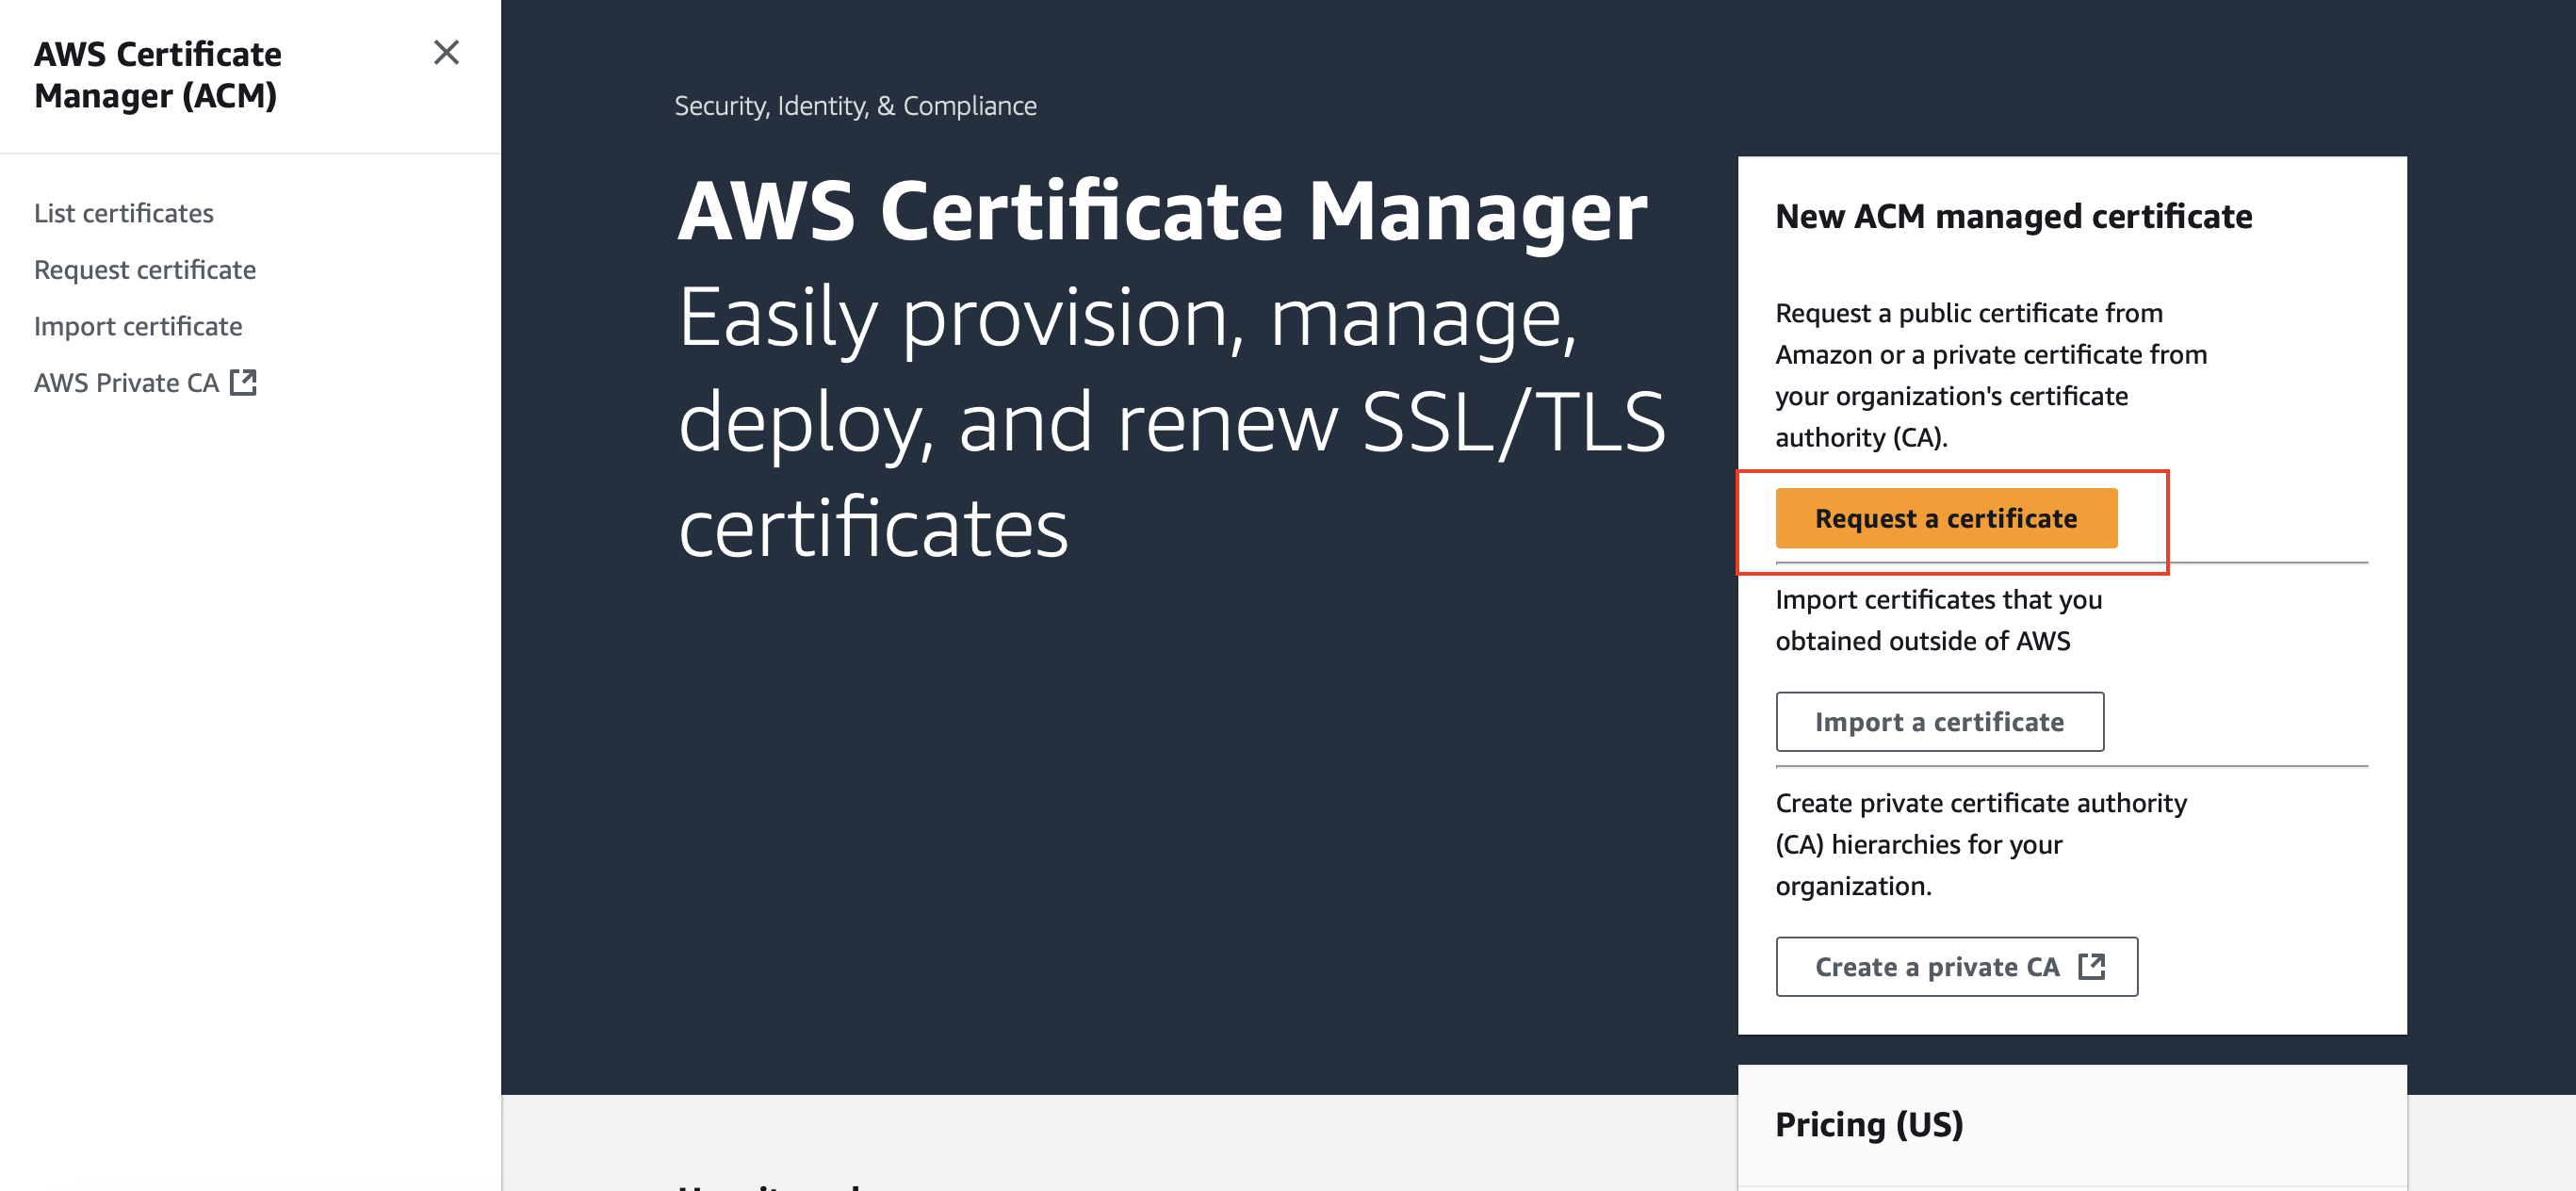 AWS Certificate
Manager (ACM)
List certificates
Request certificate
Import certificate
AWS Private CA
Security, Identity, & Compliance
AWS Certificate Manager
Easily provision, manage,
deploy, and renew SSL/TLS
certificates
New ACM managed certificate
Request a public certificate from
Amazon or a private certificate from
your organization's certificate
authority (CA).
Request a certificate
Import certificates that you
obtained outside of AWS
Import a certificate
Create private certificate authority
(CA) hierarchies for your
organization.
Create a private CA
Pricing (US)